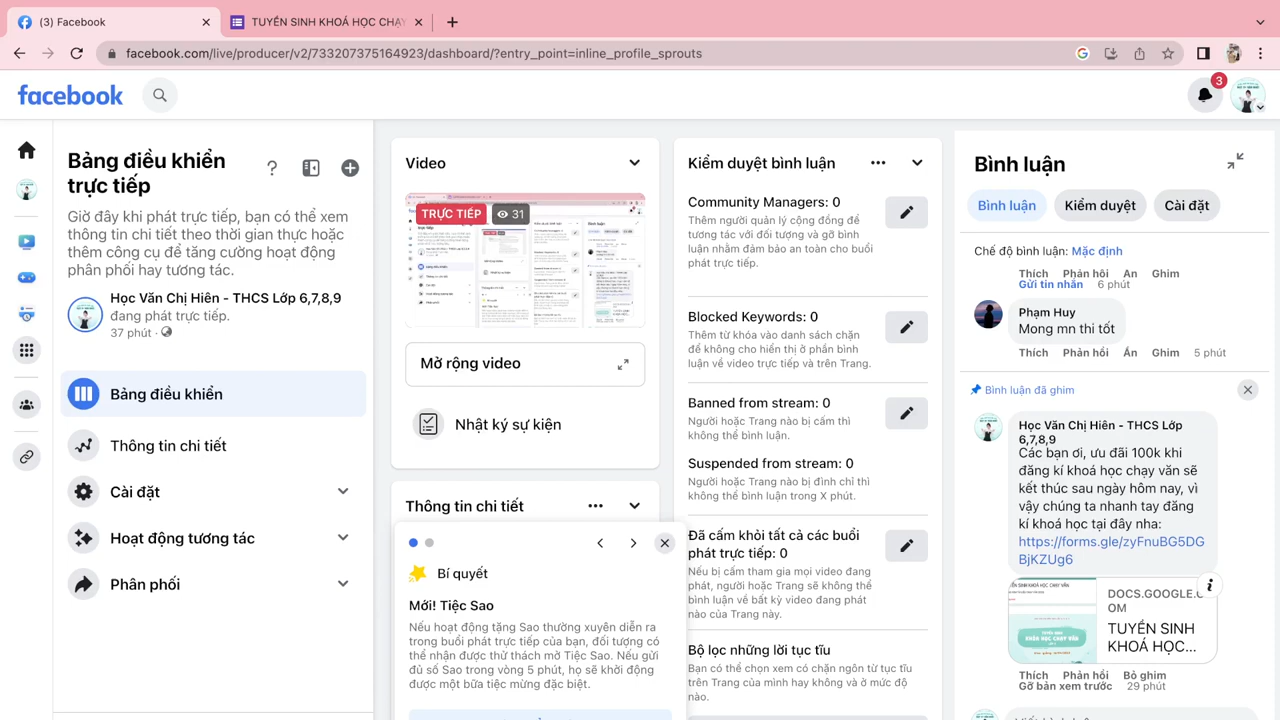 (3) Facebook
TUYỂN SINH KHOÁ HỌC CHẠY
facebook.com/live/producer/v2/733207375164923/dashboard/?entry_point=inline_profile_sprouts
facebook
3
Bảng điều khiển
trực tiếp
Giờ đây khi phát trực tiếp, bạn có thể xem
thông tin chi tiết theo thời gian thực hoặc
thêm công cụ để tăng cường hoạt động
phân phối hay tương tác.
Học Văn Chị Hiên - THCS Lớp 6,7,8,9
đang phát trực tiếp.
37 phút ·
Bảng điều khiển
Thông tin chi tiết
Cài đặt
Hoạt động tương tác
Phân phối
Video
TRỰC TIẾP
31
Mở rộng video
Nhật ký sự kiện
Thông tin chi tiết
Bí quyết
Mới! Tiệc Sao
Nếu hoạt động tặng Sao thường xuyên diễn ra
trong buổi phát trực tiếp của bạn, đối tượng có
thể nhận được thử thách mở Tiệc Sao. Nếu gửi
đủ số Sao trong vòng 5 phút, họ sẽ khởi động
được một bữa tiệc mừng đặc biệt.
Kiểm duyệt bình luận
Community Managers: 0
Thêm người quản lý cộng đồng để
tương tác với đối tượng và gỡ bình
luận nhằm đảm bảo an toàn cho buổi
phát trực tiếp.
Blocked Keywords: 0
Thêm từ khóa vào danh sách chặn
để không cho hiển thị ở phần bình
luận về video trực tiếp và trên Trang.
Banned from stream: 0
Người hoặc Trang nào bị cấm thì
không thể bình luận.
Suspended from stream: 0
Người hoặc Trang nào bị đình chỉ thì
không thể bình luận trong X phút.
Đã cấm khỏi tất cả các buổi
phát trực tiếp: 0
Nếu bị cấm tham gia mọi video đang
phát, người hoặc Trang sẽ không thể
bình luận về bất kỳ video đang phát
nào của Trang này.
Bộ lọc những lời tục tĩu
Bạn có thể chọn xem có chặn ngôn từ tục tĩu
trên Trang của mình hay không và ở mức độ
nào.
Bình luận
Bình luận
Kiểm duyệt
Cài đặt
Chế độ bình luận: Mặc định
Thích Phản hồi Ẩn Ghim
Gửi tin nhắn 6 phút
Phạm Huy
Mong mn thi tốt
Thích Phản hồi Ẩn Ghim 5 phút
Bình luận đã ghim
Học Văn Chị Hiên - THCS Lớp
6,7,8,9
Các bạn ơi, ưu đãi 100k khi
đăng kí khoá học chạy văn sẽ
kết thúc sau ngày hôm nay, vì
vậy chúng ta nhanh tay đăng
kí khoá học tại đây nha:
https://forms.gle/zyFnuBG5DG
BjKZUg6
DOCS.GOOGLE.C
OM
TUYỂN SINH
KHOÁ HỌC...
Thích Phản hồi Bỏ ghim
Gỡ bản xem trước 29 phút